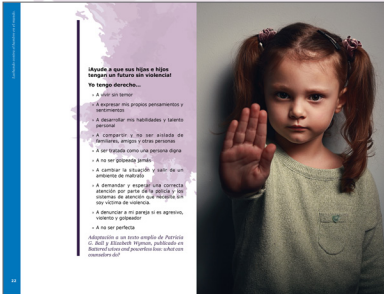 ¡Ayude a que sus hijas e hijos
tengan un futuro sin violencia!
Yo tengo derecho...
» A vivir sin temor
» A expresar mis propios pensamientos y
sentimientos
» A desarrollar mis habilidades y talento
personal
» A compartir y no ser aislada de
familiares, amigos y otras personas
» A ser tratada como una persona digna
» A no ser golpeada jamás
» A cambiar la situación y salir de un
ambiente de maltrato
» A demandar y esperar una correcta
atención por parte de la policía y los
sistemas de atención que necesite, si
soy víctima de violencia.
» A denunciar a mi pareja si es agresivo,
violento y golpeador
» A no ser perfecta
Adaptación a un texto amplio de Patricia
G. Ball y Elizabeth Wyman, publicado en
Battered wives and powerless loss: what can
counselors do?